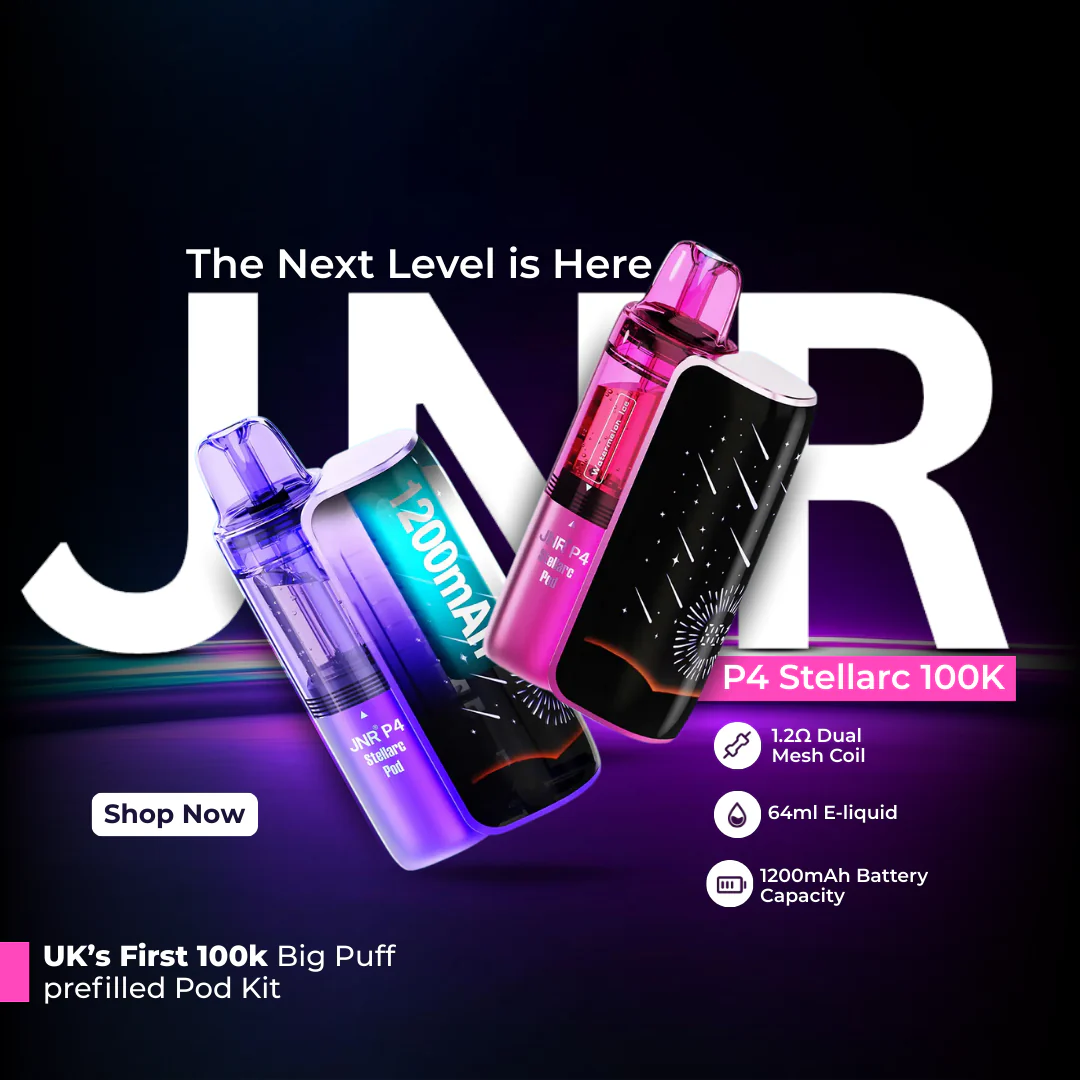 The Next Level is Here
JNR
Watermelon Ice
JNR P4
Stellarc
Pod
1200mAh
JNR P4
Stellarc
Pod
P4 Stellarc 100K
1.2Ω Dual
Mesh Coil
64ml E-liquid
1200mAh Battery
Capacity
Shop Now
UK's First 100k Big Puff
prefilled Pod Kit